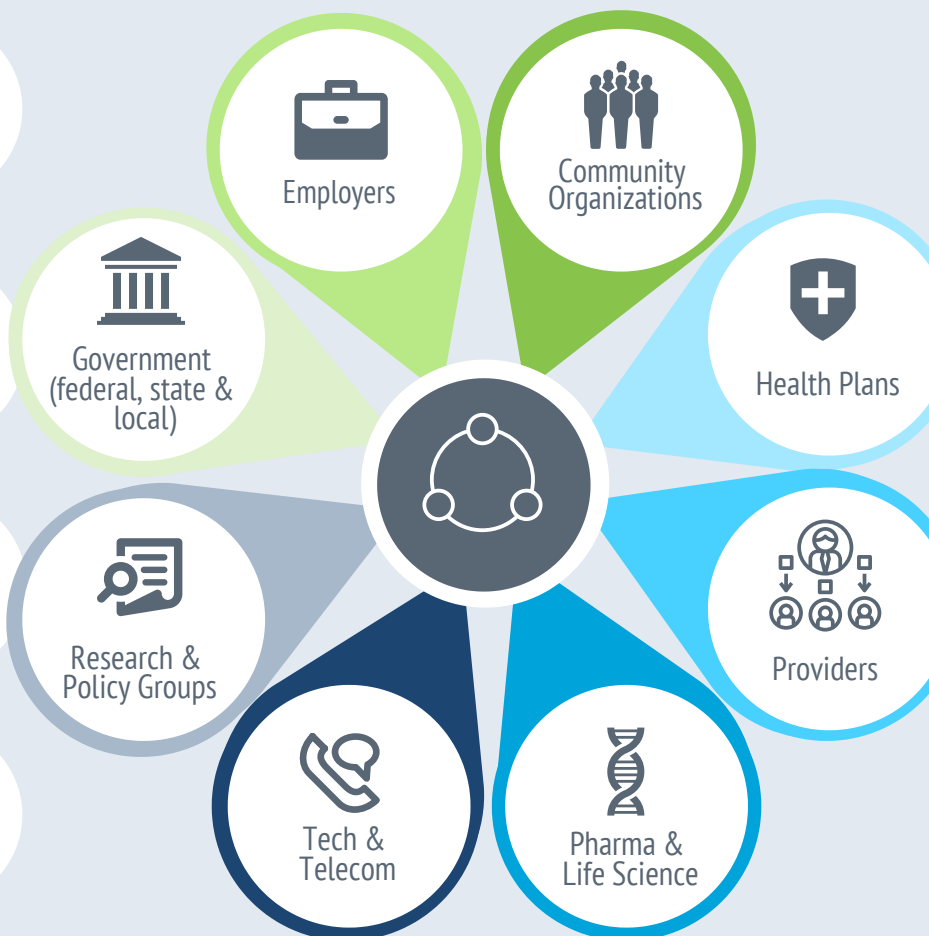 Employers
Community
Organizations
Government
(federal, state &
local)
Health Plans
Research &
Policy Groups
Providers
Tech &
Telecom
Pharma &
Life Science